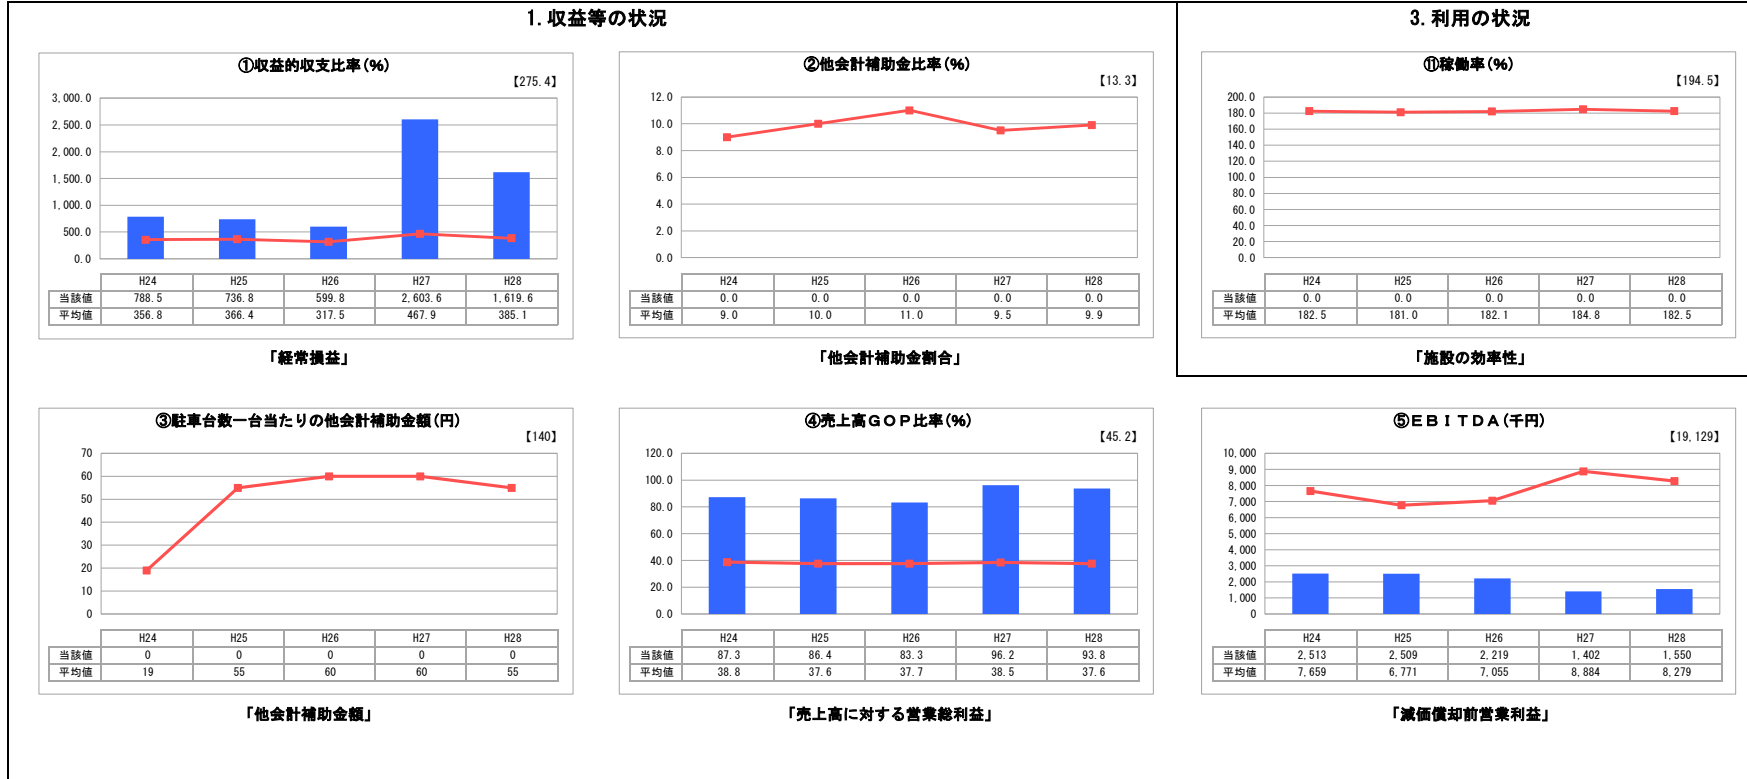 1. 収益等の状況
3. 利用の状況
①収益的収支比率(%)
【275.4】
3,000.0
2,500.0
2,000.0
1,500.0
1,000.0
500.0
0.0
H24 H25 H26 H27 H28
当該値 788.5 736.8 599.8 2,603.6 1,619.6
平均値 356.8 366.4 317.5 467.9 385.1
「経常損益」
②他会計補助金比率(%)
【13.3】
12.0
10.0
8.0
6.0
4.0
2.0
0.0
H24 H25 H26 H27 H28
当該値 0.0 0.0 0.0 0.0 0.0
平均値 9.0 10.0 11.0 9.5 9.9
「他会計補助金割合」
⑪稼働率(%)
【194.5】
200.0
180.0
160.0
140.0
120.0
100.0
80.0
60.0
40.0
20.0
0.0
H24 H25 H26 H27 H28
当該値 0.0 0.0 0.0 0.0 0.0
平均値 182.5 181.0 182.1 184.8 182.5
「施設の効率性」
③駐車台数一台当たりの他会計補助金額(円)
【140】
70
60
50
40
30
20
10
0
H24 H25 H26 H27 H28
当該値 0 0 0 0 0
平均値 19 55 60 60 55
「他会計補助金額」
④売上高ＧＯＰ比率(%)
【45.2】
120.0
100.0
80.0
60.0
40.0
20.0
0.0
H24 H25 H26 H27 H28
当該値 87.3 86.4 83.3 96.2 93.8
平均値 38.8 37.6 37.7 38.5 37.6
「売上高に対する営業総利益」
⑤ＥＢＩＴＤＡ(千円)
【19,129】
10,000
9,000
8,000
7,000
6,000
5,000
4,000
3,000
2,000
1,000
0
H24 H25 H26 H27 H28
当該値 2,513 2,509 2,219 1,402 1,550
平均値 7,659 6,771 7,055 8,884 8,279
「減価償却前営業利益」